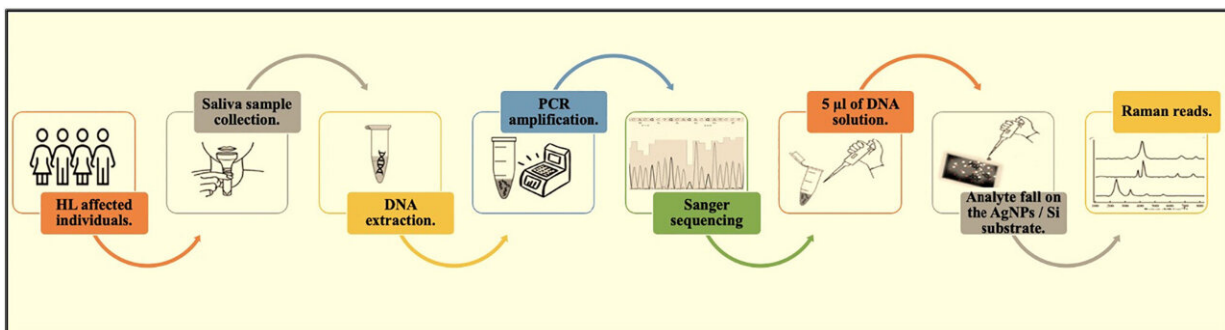 HL affected
individuals.
Saliva sample
collection.
DNA
extraction.
PCR
amplification.
Sanger
sequencing
5 µl of DNA
solution.
Analyte fall on
the AgNPs / Si
substrate.
Raman reads.